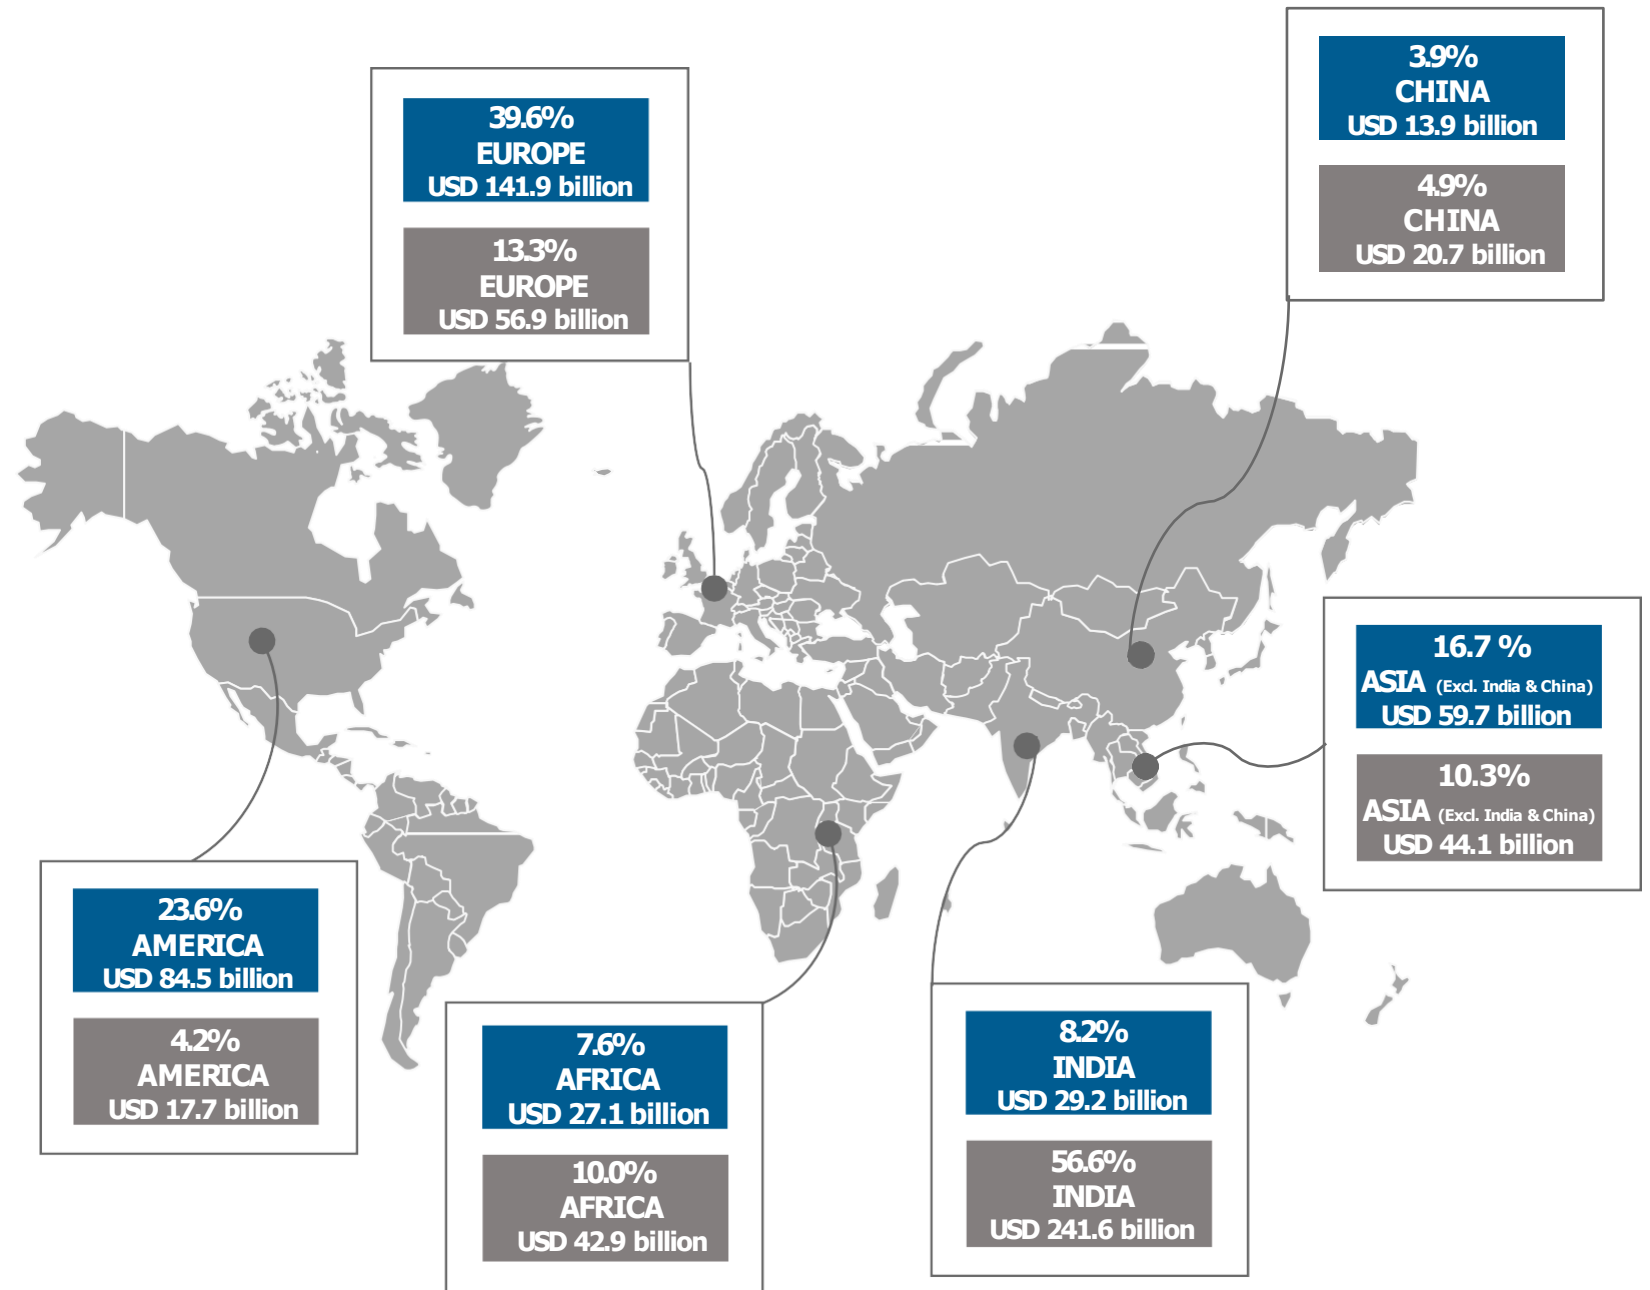 3.9%
CHINA
USD 13.9 billion
4.9%
CHINA
USD 20.7 billion
39.6%
EUROPE
USD 141.9 billion
13.3%
EUROPE
USD 56.9 billion
16.7 %
ASIA (Excl. India & China)
USD 59.7 billion
10.3%
ASIA (Excl. India & China)
USD 44.1 billion
23.6%
AMERICA
USD 84.5 billion
4.2%
AMERICA
USD 17.7 billion
7.6%
AFRICA
USD 27.1 billion
10.0%
AFRICA
USD 42.9 billion
8.2%
INDIA
USD 29.2 billion
56.6%
INDIA
USD 241.6 billion